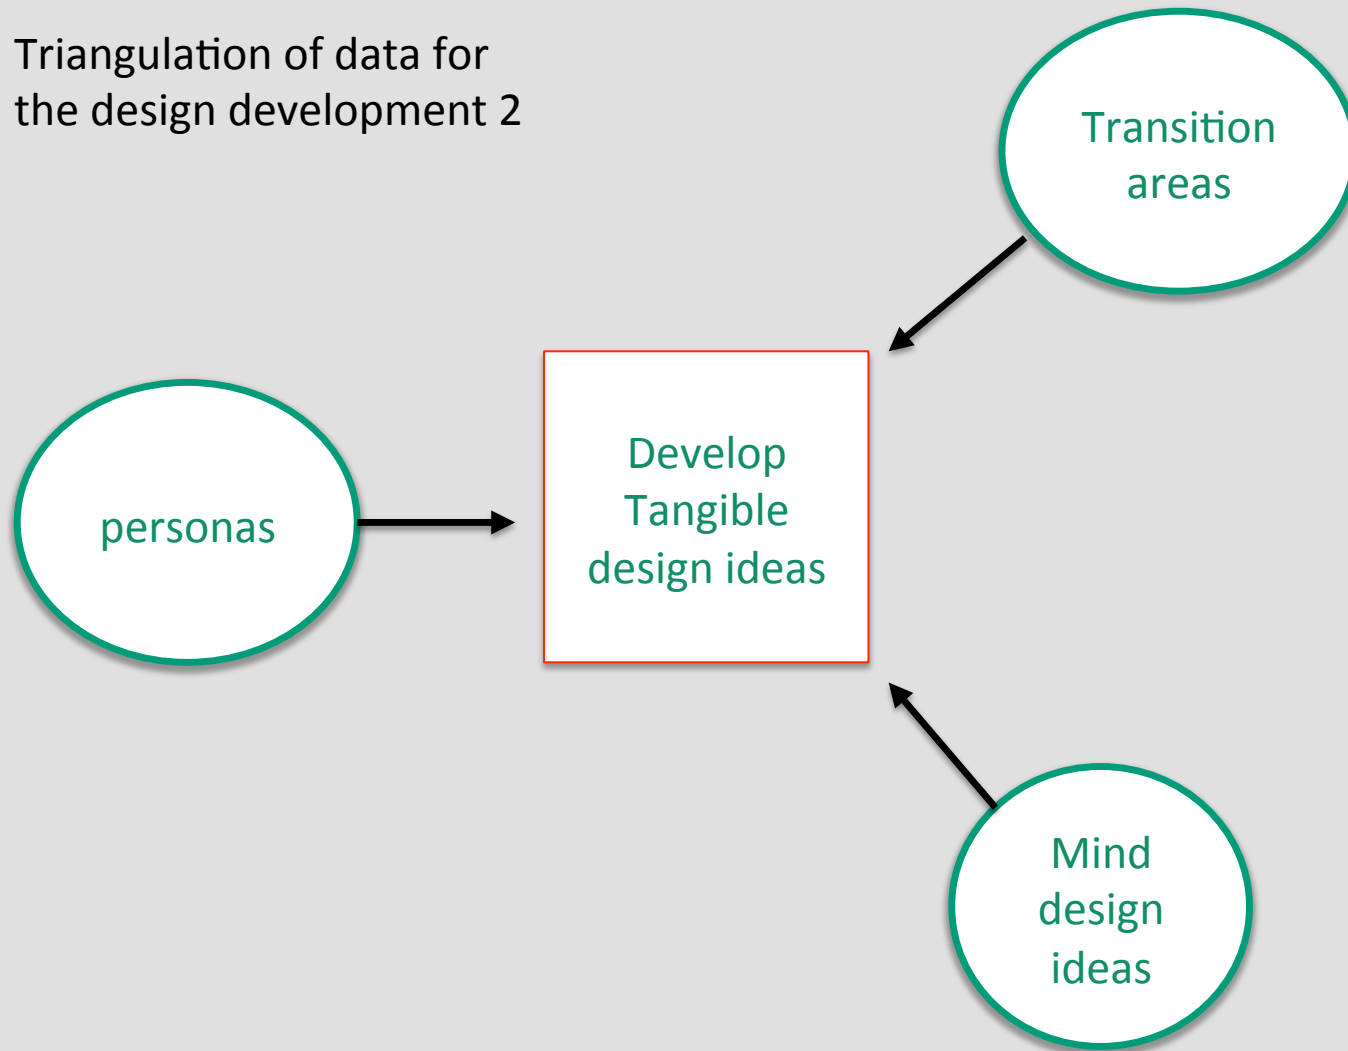 Triangulation of data for
the design development 2
Transition
areas
personas
Develop
Tangible
design ideas
Mind
design
ideas